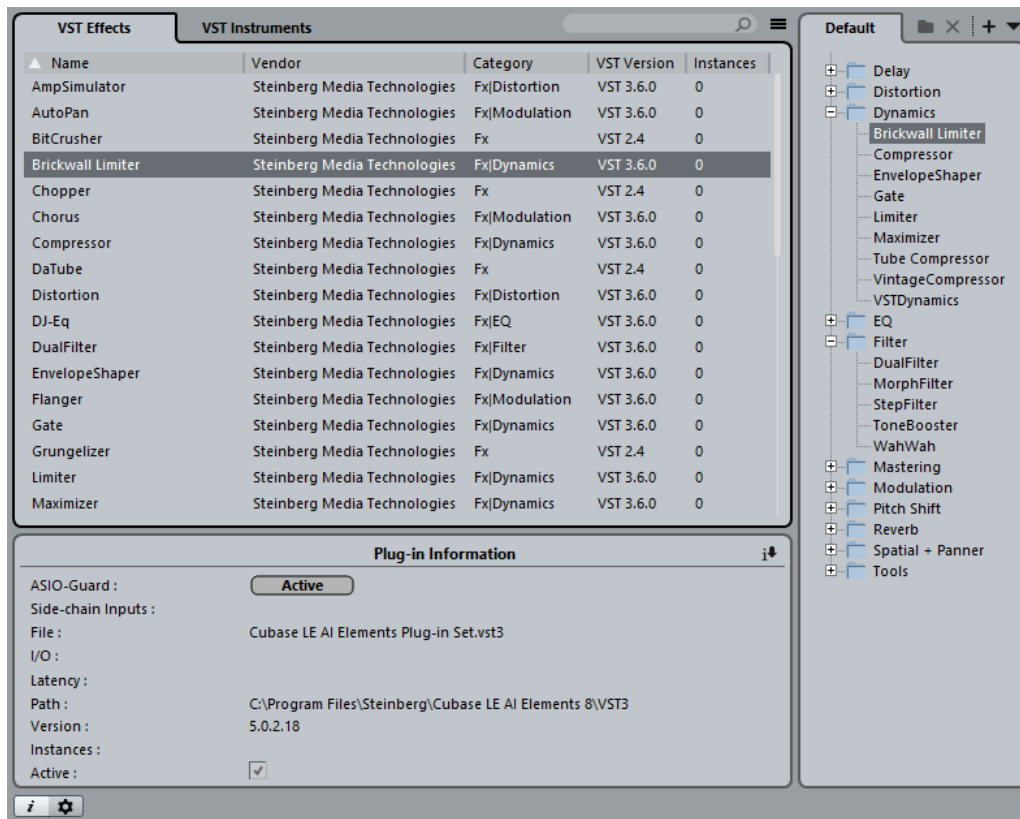 VST Effects
VST Instruments
Name Vendor Category VST Version Instances
AmpSimulator Steinberg Media Technologies Fx|Distortion VST 3.6.0 0
AutoPan Steinberg Media Technologies Fx|Modulation VST 3.6.0 0
BitCrusher Steinberg Media Technologies Fx VST 2.4 0
Brickwall Limiter Steinberg Media Technologies Fx|Dynamics VST 3.6.0 0
Chopper Steinberg Media Technologies Fx VST 2.4 0
Chorus Steinberg Media Technologies Fx|Modulation VST 3.6.0 0
Compressor Steinberg Media Technologies Fx|Dynamics VST 3.6.0 0
DaTube Steinberg Media Technologies Fx VST 2.4 0
Distortion Steinberg Media Technologies Fx|Distortion VST 3.6.0 0
DJ-Eq Steinberg Media Technologies Fx|EQ VST 3.6.0 0
DualFilter Steinberg Media Technologies Fx|Filter VST 3.6.0 0
EnvelopeShaper Steinberg Media Technologies Fx|Dynamics VST 3.6.0 0
Flanger Steinberg Media Technologies Fx|Modulation VST 3.6.0 0
Gate Steinberg Media Technologies Fx|Dynamics VST 3.6.0 0
Grungelizer Steinberg Media Technologies Fx VST 2.4 0
Limiter Steinberg Media Technologies Fx|Dynamics VST 3.6.0 0
Maximizer Steinberg Media Technologies Fx|Dynamics VST 3.6.0 0
Plug-in Information
ASIO-Guard : Active
Side-chain Inputs :
File : Cubase LE AI Elements Plug-in Set.vst3
I/O :
Latency :
Path : C:\Program Files\Steinberg\Cubase LE AI Elements 8\VST3
Version : 5.0.2.18
Instances :
Active :
Default
Delay
Distortion
Dynamics
Brickwall Limiter
Compressor
EnvelopeShaper
Gate
Limiter
Maximizer
Tube Compressor
VintageCompressor
VSTDynamics
EQ
Filter
DualFilter
MorphFilter
StepFilter
ToneBooster
WahWah
Mastering
Modulation
Pitch Shift
Reverb
Spatial + Panner
Tools